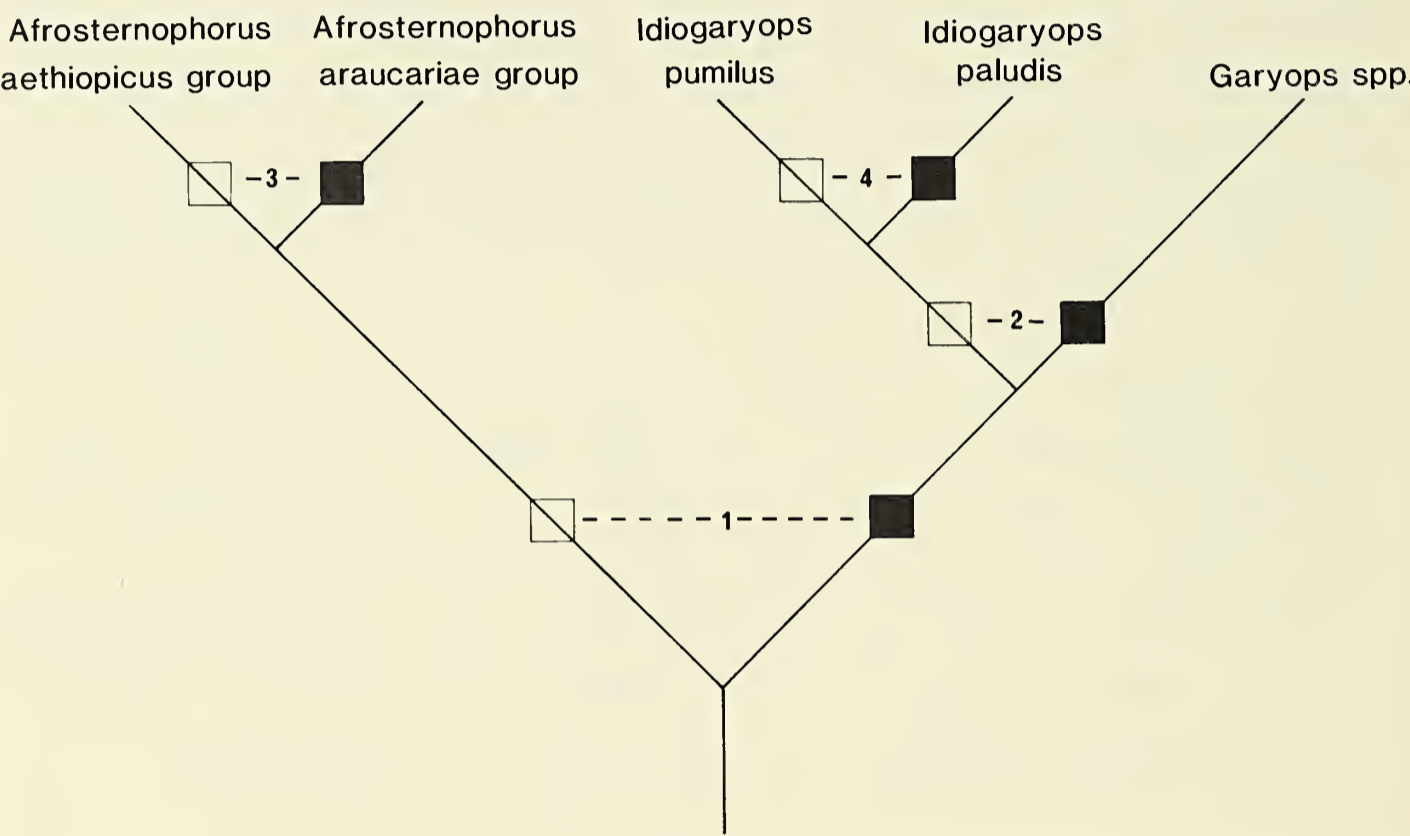 Afrosternophorus
aethiopicus group
Afrosternophorus
araucariae group
Idiogaryops
pumilus
Idiogaryops
paludis
Garyops spp.
-3-
- 4 -
-2-
- - - - - -1- - - - - -